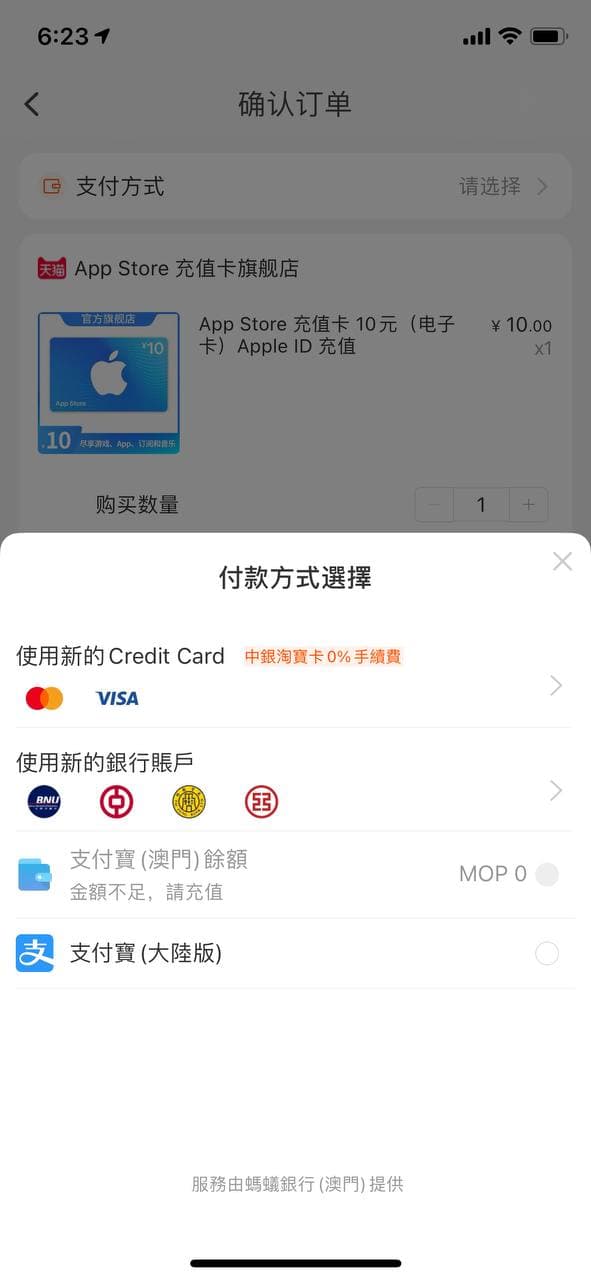 6:23
确认订单
支付方式
请选择
天猫 App Store 充值卡旗舰店
官方旗舰店
¥10
App Store
¥10 尽享游戏、App、订阅和音乐
App Store 充值卡 10元（电子
卡）Apple ID 充值
¥ 10.00
x1
购买数量
− 1 +
付款方式選擇
使用新的Credit Card 中銀淘寶卡0%手續費
VISA
使用新的銀行賬戶
BNU
支付寶(澳門)餘額
金額不足，請充值
MOP 0
支 支付寶(大陸版)
服務由螞蟻銀行(澳門)提供